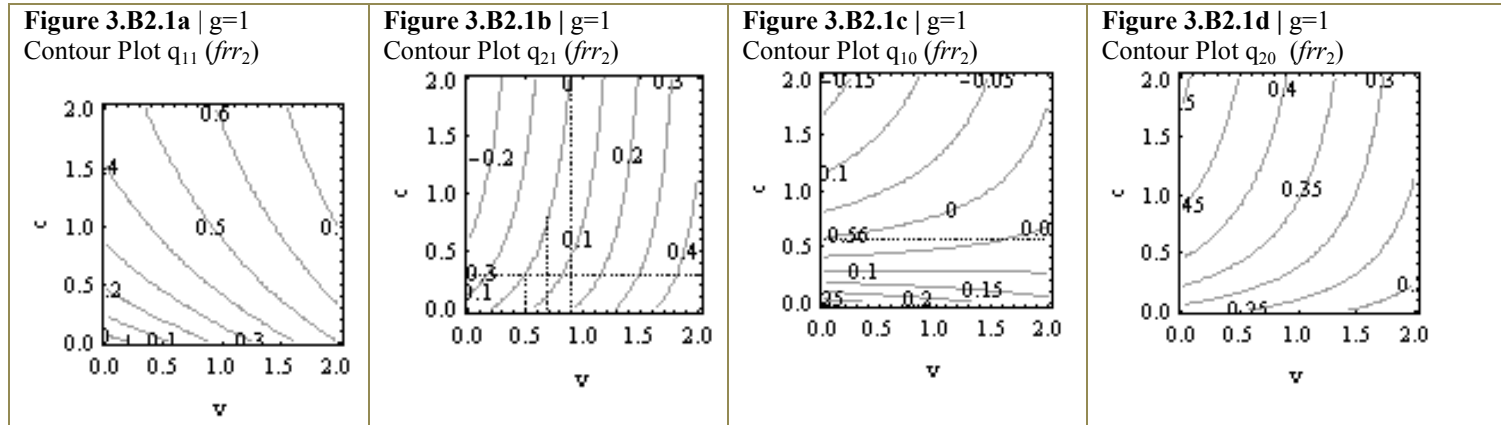 Figure 3.B2.1a | g=1
Contour Plot q₁₁ (frr₂)
2.0
1.5
1.0
0.5
0.0
c
0.6
0.5
0.3
0.1
0.0 0.5 1.0 1.5 2.0
v
Figure 3.B2.1b | g=1
Contour Plot q₂₁ (frr₂)
2.0
1.5
1.0
0.5
0.0
c
0
0.3
-0.2
0.2
0.1
0.4
0.3
0.1
0.0 0.5 1.0 1.5 2.0
v
Figure 3.B2.1c | g=1
Contour Plot q₁₀ (frr₂)
2.0
1.5
1.0
0.5
0.0
c
-0.15
-0.05
0.1
0
0.56
0.1
0.15
0.2
0.0 0.5 1.0 1.5 2.0
v
Figure 3.B2.1d | g=1
Contour Plot q₂₀ (frr₂)
2.0
1.5
1.0
0.5
0.0
c
0.4
0.3
0.35
0.25
0.0 0.5 1.0 1.5 2.0
v